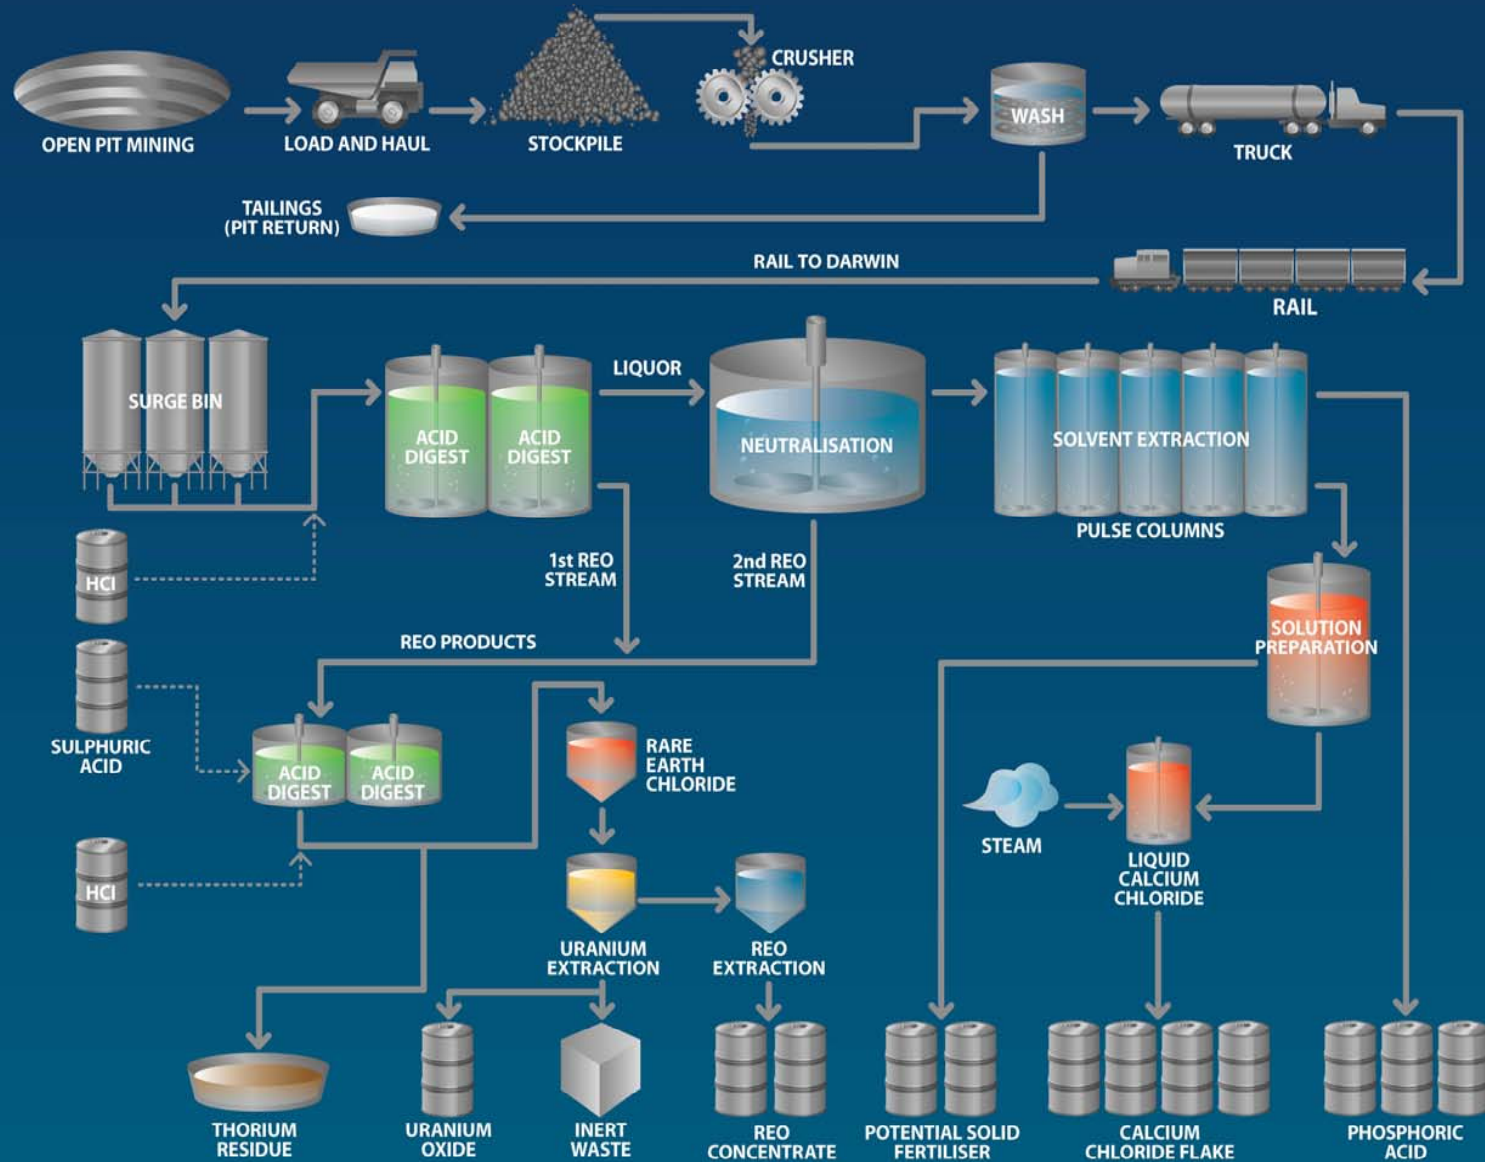 CRUSHER
WASH
OPEN PIT MINING
LOAD AND HAUL
STOCKPILE
TRUCK
TAILINGS
(PIT RETURN)
RAIL TO DARWIN
RAIL
SURGE BIN
ACID
DIGEST
ACID
DIGEST
LIQUOR
NEUTRALISATION
SOLVENT EXTRACTION
PULSE COLUMNS
HCl
1st REO
STREAM
2nd REO
STREAM
SOLUTION
PREPARATION
REO PRODUCTS
SULPHURIC
ACID
ACID
DIGEST
ACID
DIGEST
RARE
EARTH
CHLORIDE
STEAM
LIQUID
CALCIUM
CHLORIDE
HCl
URANIUM
EXTRACTION
REO
EXTRACTION
THORIUM
RESIDUE
URANIUM
OXIDE
INERT
WASTE
REO
CONCENTRATE
POTENTIAL SOLID
FERTILISER
CALCIUM
CHLORIDE FLAKE
PHOSPHORIC
ACID